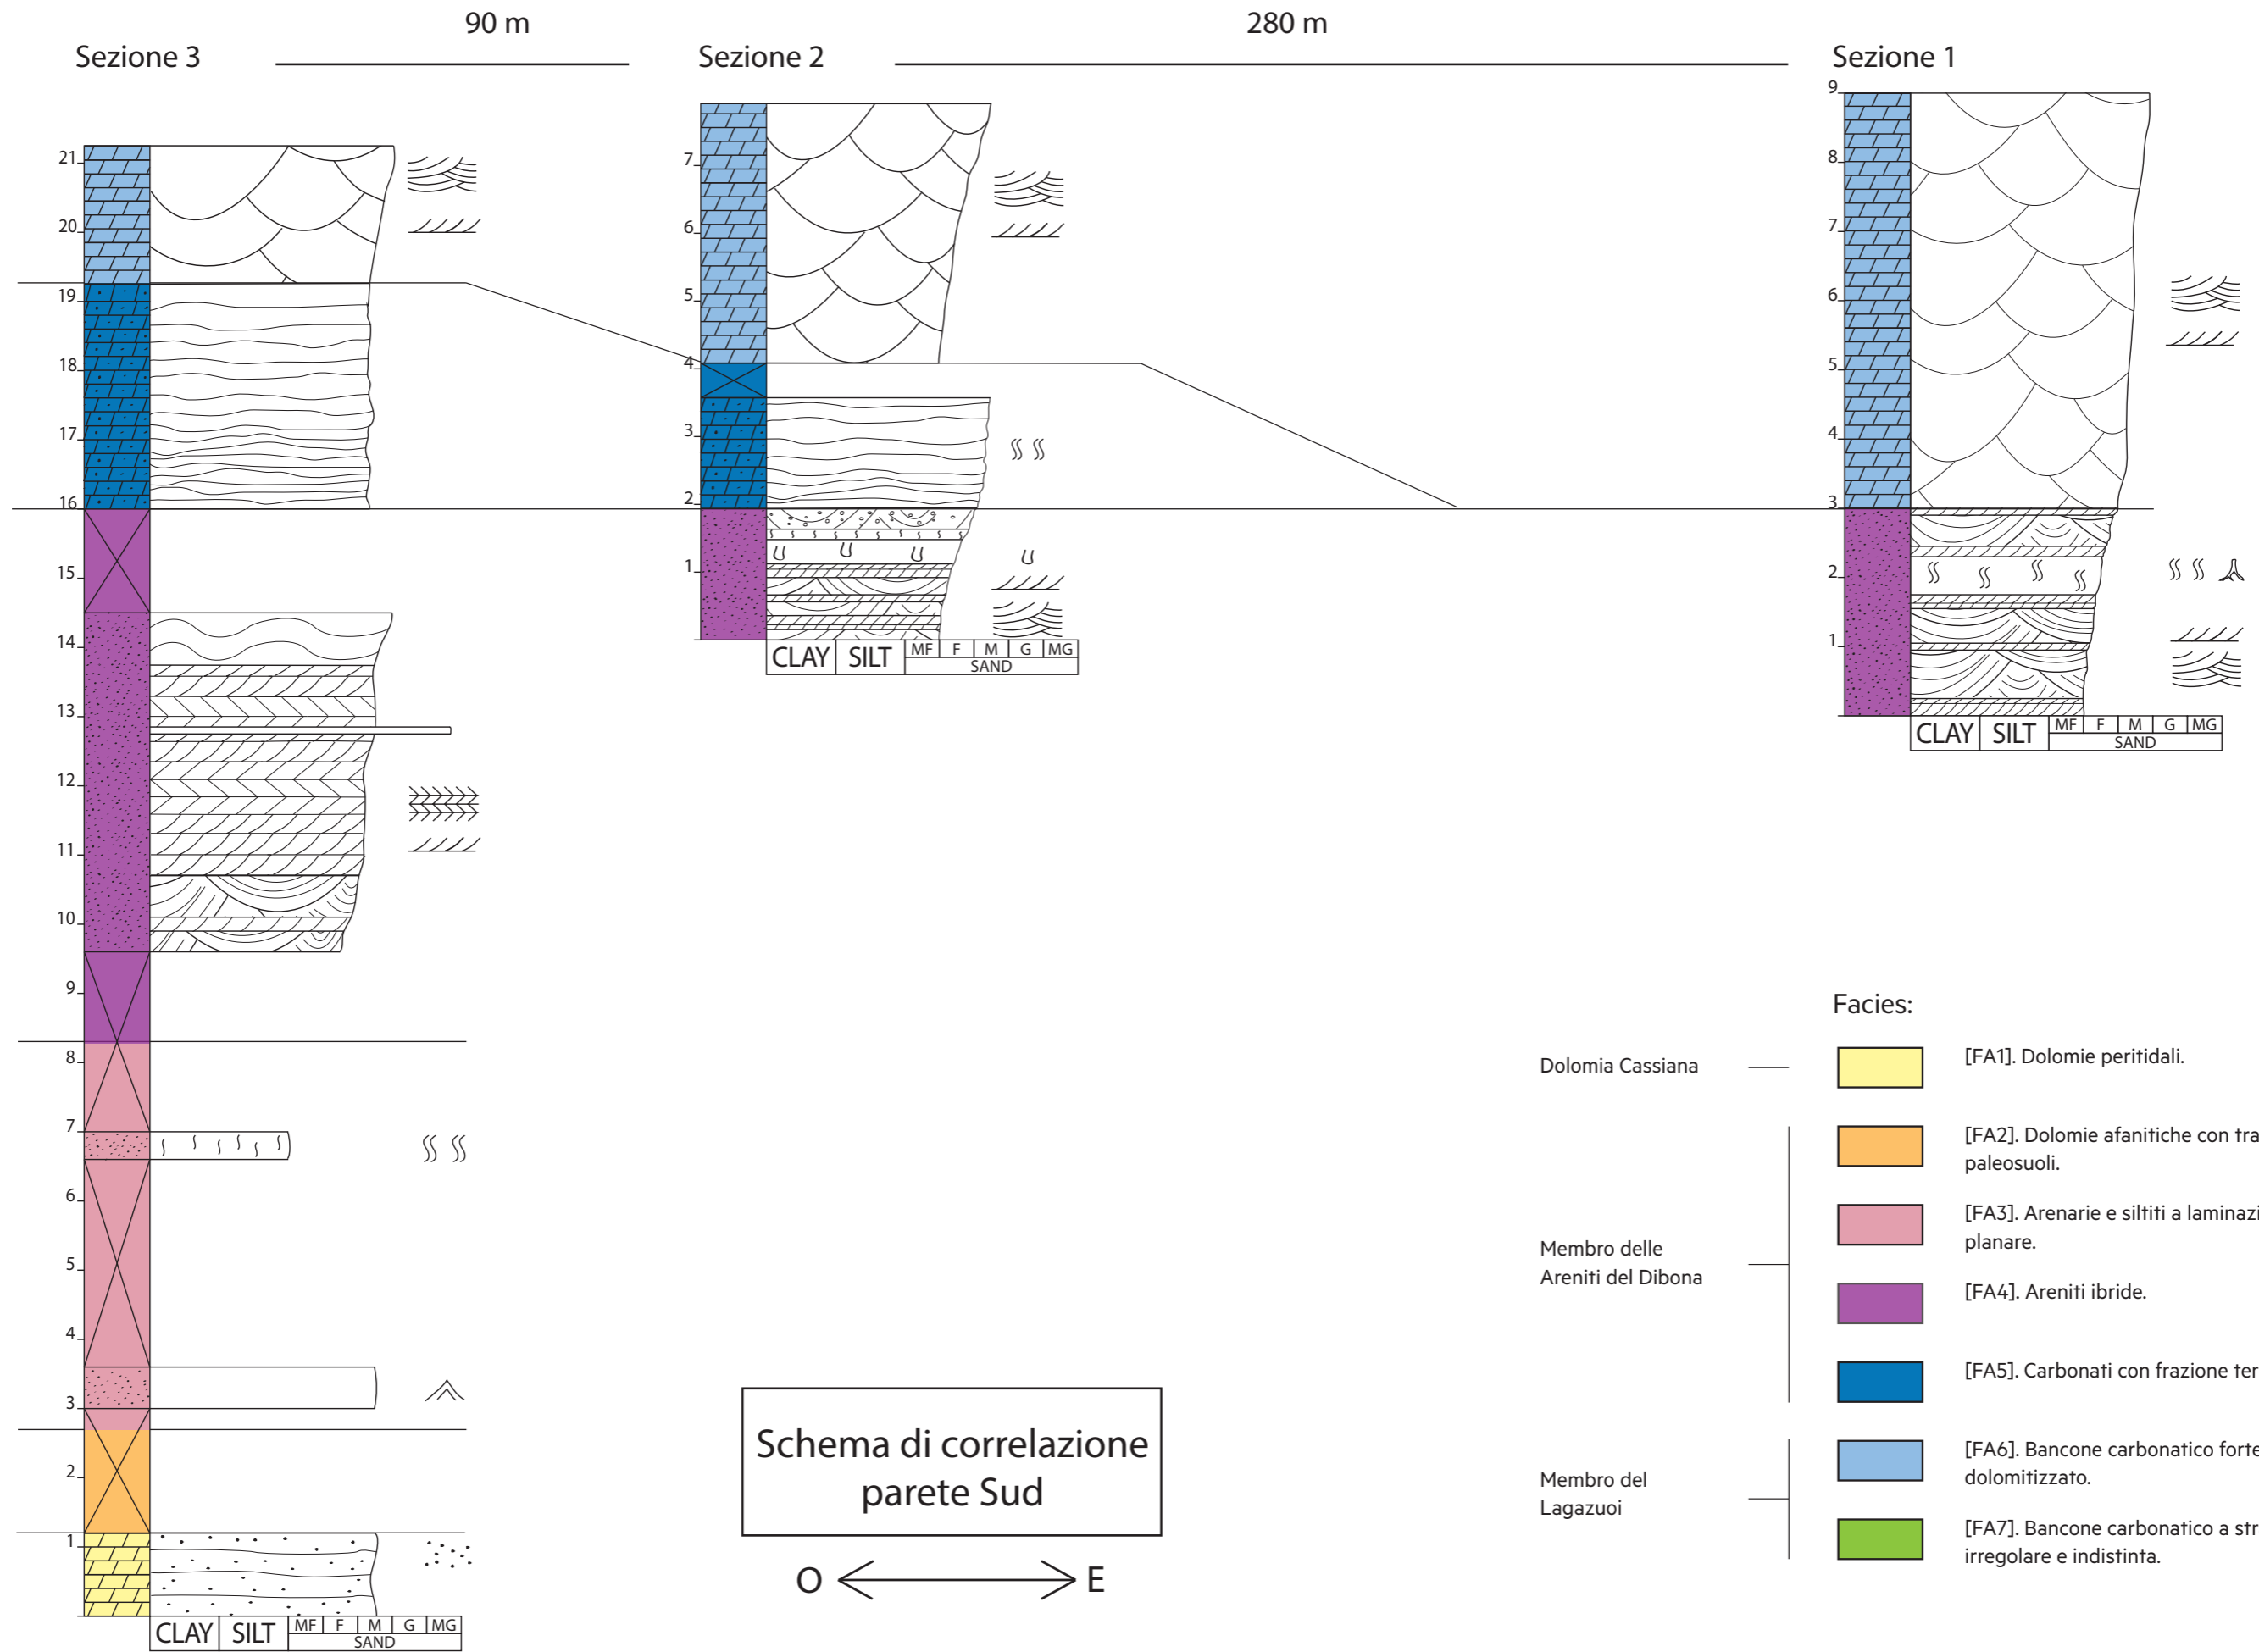 90 m
280 m
Sezione 3
Sezione 2
Sezione 1
21
20
19
18
17
16
15
14
13
12
11
10
9
8
7
6
5
4
3
2
1
CLAY SILT MF F M G MG
SAND
7
6
5
4
3
2
1
CLAY SILT MF F M G MG
SAND
9
8
7
6
5
4
3
2
1
CLAY SILT MF F M G MG
SAND
Schema di correlazione
parete Sud
O E
Facies:
Dolomia Cassiana
[FA1]. Dolomie peritidali.
Membro delle
Areniti del Dibona
[FA2]. Dolomie afanitiche con tra
paleosuoli.
[FA3]. Arenarie e siltiti a laminazi
planare.
[FA4]. Areniti ibride.
[FA5]. Carbonati con frazione ter
Membro del
Lagazuoi
[FA6]. Bancone carbonatico forte
dolomitizzato.
[FA7]. Bancone carbonatico a str
irregolare e indistinta.